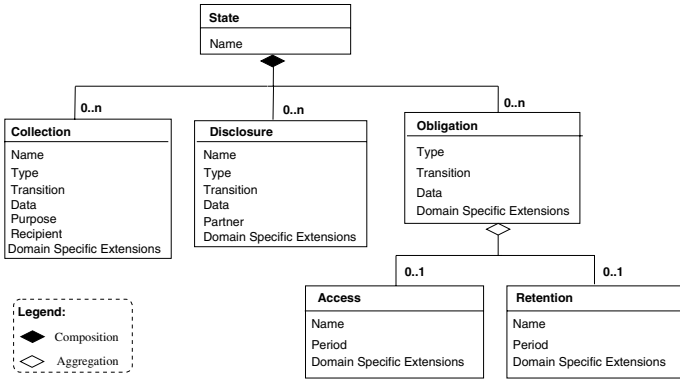 State
Name
0..n
0..n
0..n
Collection
Name
Type
Transition
Data
Purpose
Recipient
Domain Specific Extensions
Disclosure
Name
Type
Transition
Data
Partner
Domain Specific Extensions
Obligation
Type
Transition
Data
Domain Specific Extensions
0..1
0..1
Access
Name
Period
Domain Specific Extensions
Retention
Name
Period
Domain Specific Extensions
Legend:
Composition
Aggregation